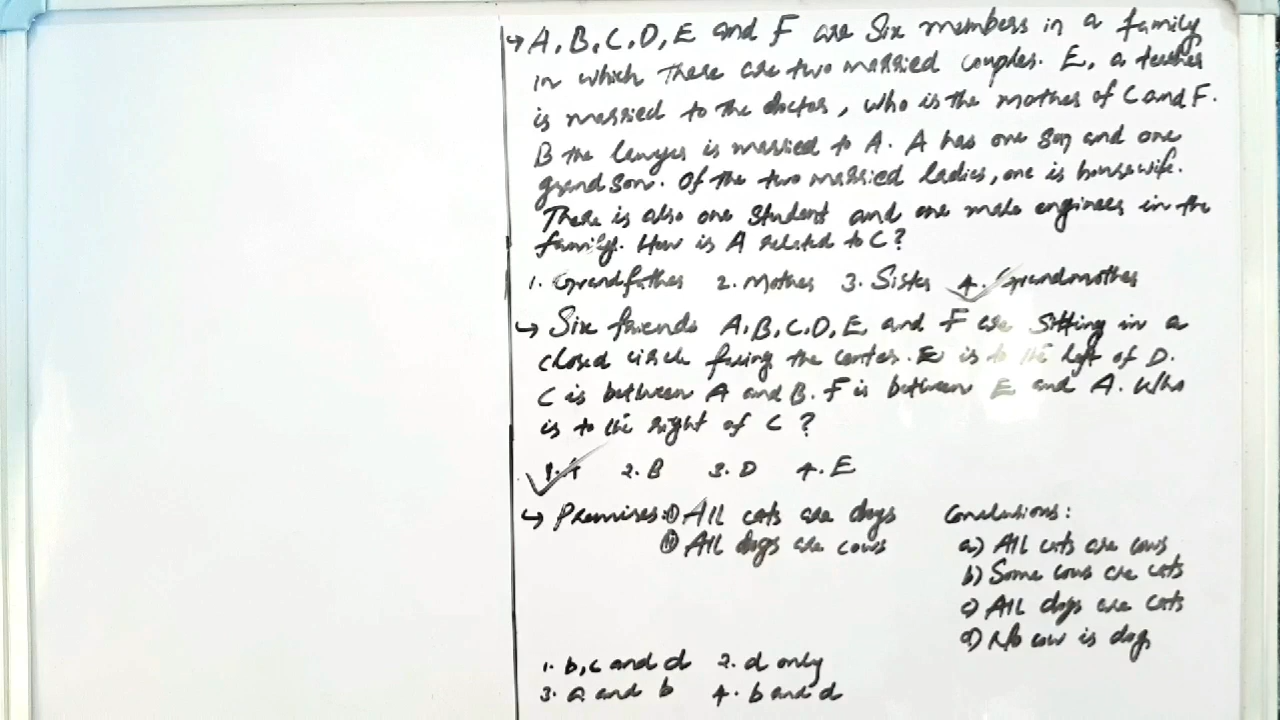 → A, B, C, D, E and F are Six members in a family
in which There are two married couples. E, a teacher
is married to the doctor, who is the mother of C and F.
B the lawyer is married to A. A has one son and one
grand son. Of the two married ladies, one is housewife.
There is also one Student and one male engineer in the
family. How is A related to C?
1. Grandfather 2. Mother 3. Sister 4. Grandmother
→ Six friends A, B, C, D, E and F are Sitting in a
closed circle facing the center. E is to the left of D.
C is between A and B. F is between E and A. Who
is to the right of C?
1. A 2. B 3. D 4. E
→ Premises: (i) All cats are dogs
(ii) All dogs are cows
Conclusions:
a) All cats are cows
b) Some cows are cats
c) All dogs are cats
d) No cow is dog
1. b, c and d 2. d only
3. a and b 4. b and d